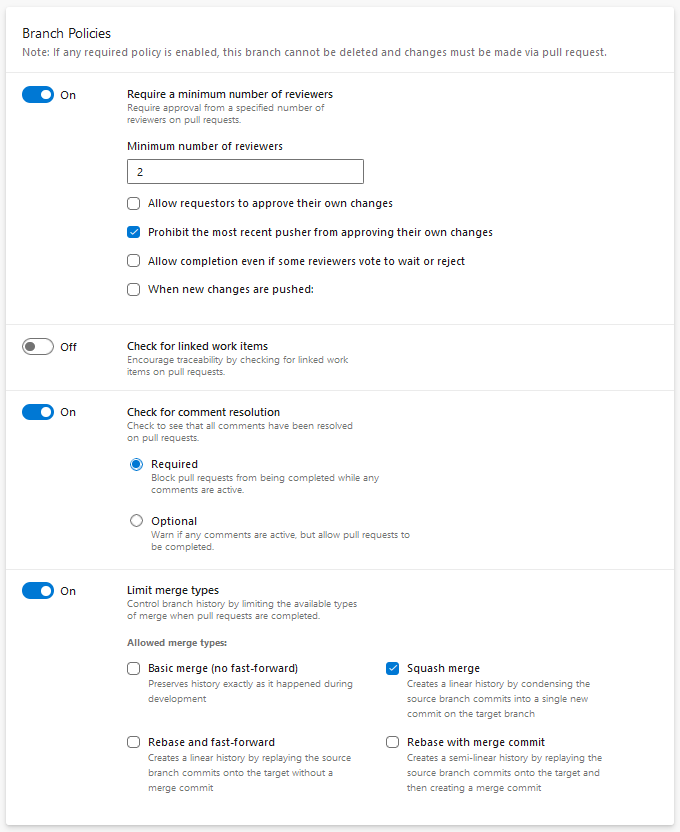 Branch Policies
Note: If any required policy is enabled, this branch cannot be deleted and changes must be made via pull request.
On
Require a minimum number of reviewers
Require approval from a specified number of
reviewers on pull requests.
Minimum number of reviewers
2
Allow requestors to approve their own changes
Prohibit the most recent pusher from approving their own changes
Allow completion even if some reviewers vote to wait or reject
When new changes are pushed:
Off
Check for linked work items
Encourage traceability by checking for linked work
items on pull requests.
On
Check for comment resolution
Check to see that all comments have been resolved
on pull requests.
Required
Block pull requests from being completed while any
comments are active.
Optional
Warn if any comments are active, but allow pull requests to
be completed.
On
Limit merge types
Control branch history by limiting the available types
of merge when pull requests are completed.
Allowed merge types:
Basic merge (no fast-forward)
Preserves history exactly as it happened during
development
Squash merge
Creates a linear history by condensing the
source branch commits into a single new
commit on the target branch
Rebase and fast-forward
Creates a linear history by replaying the source
branch commits onto the target without a
merge commit
Rebase with merge commit
Creates a semi-linear history by replaying the
source branch commits onto the target and
then creating a merge commit